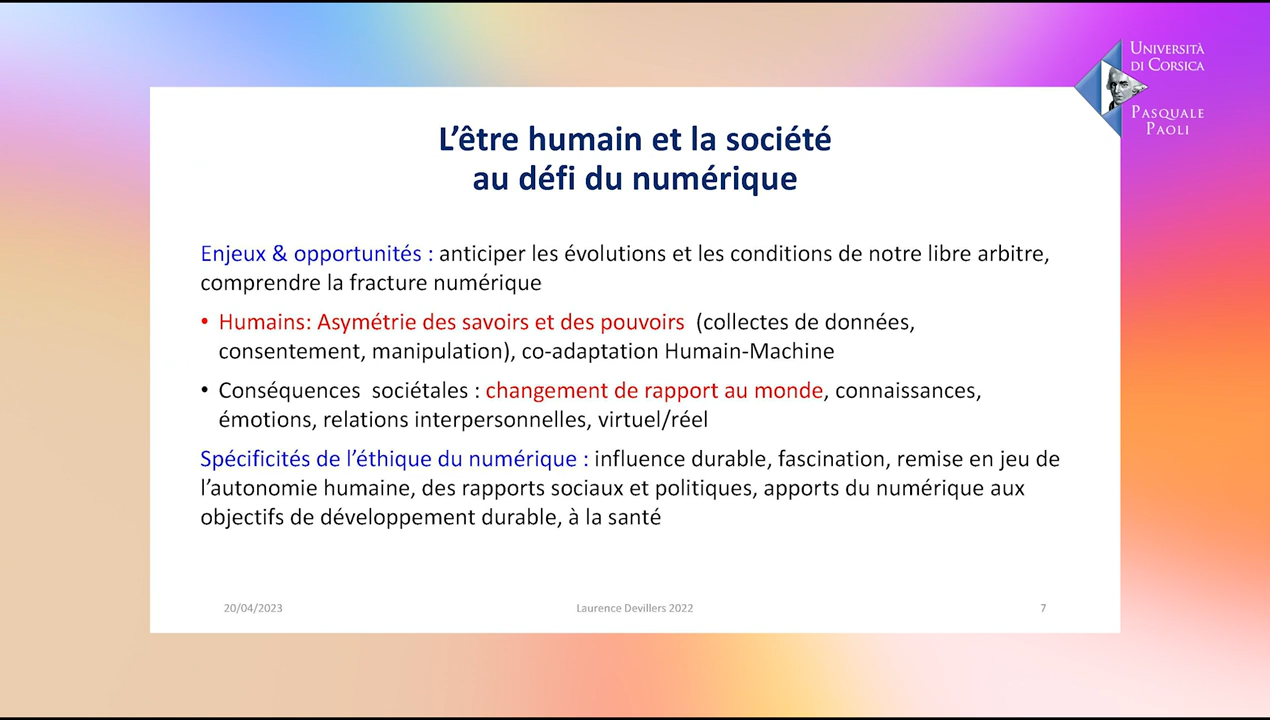 UNIVERSITÀ
DI CORSICA
PASQUALE
PAOLI
L'être humain et la société
au défi du numérique
Enjeux & opportunités : anticiper les évolutions et les conditions de notre libre arbitre,
comprendre la fracture numérique
• Humains: Asymétrie des savoirs et des pouvoirs (collectes de données,
consentement, manipulation), co-adaptation Humain-Machine
• Conséquences sociétales : changement de rapport au monde, connaissances,
émotions, relations interpersonnelles, virtuel/réel
Spécificités de l'éthique du numérique : influence durable, fascination, remise en jeu de
l'autonomie humaine, des rapports sociaux et politiques, apports du numérique aux
objectifs de développement durable, à la santé
20/04/2023 Laurence Devillers 2022 7